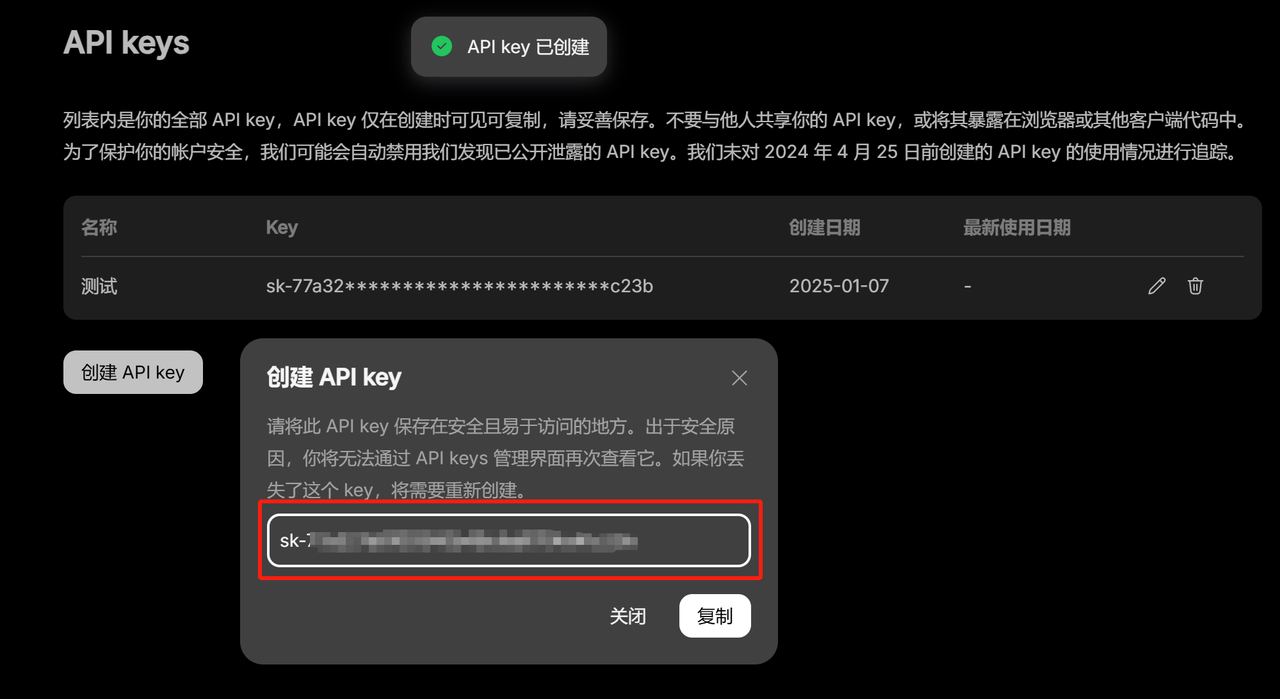 API keys
API key 已创建
列表内是你的全部 API key，API key 仅在创建时可见可复制，请妥善保存。不要与他人共享你的 API key，或将其暴露在浏览器或其他客户端代码中。
为了保护你的帐户安全，我们可能会自动禁用我们发现已公开泄露的 API key。我们未对 2024 年 4 月 25 日前创建的 API key 的使用情况进行追踪。
名称 Key 创建日期 最新使用日期
测试 sk-77a32***********************c23b 2025-01-07 -
创建 API key
创建 API key
请将此 API key 保存在安全且易于访问的地方。出于安全原
因，你将无法通过 API keys 管理界面再次查看它。如果你丢
失了这个 key，将需要重新创建。
sk-7
关闭 复制